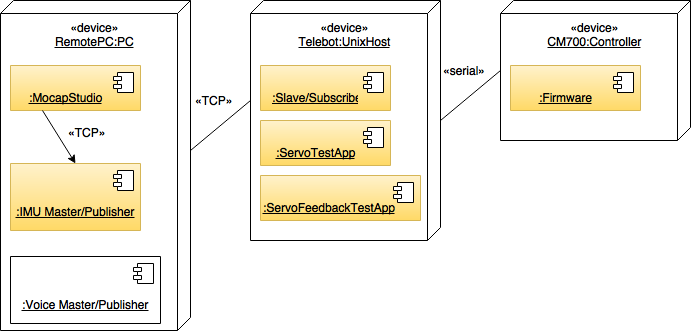 «device»
RemotePC:PC
:MocapStudio
«TCP»
:IMU Master/Publisher
:Voice Master/Publisher
«TCP»
«device»
Telebot:UnixHost
:Slave/Subscribe
:ServoTestApp
:ServoFeedbackTestApp
«serial»
«device»
CM700:Controller
:Firmware